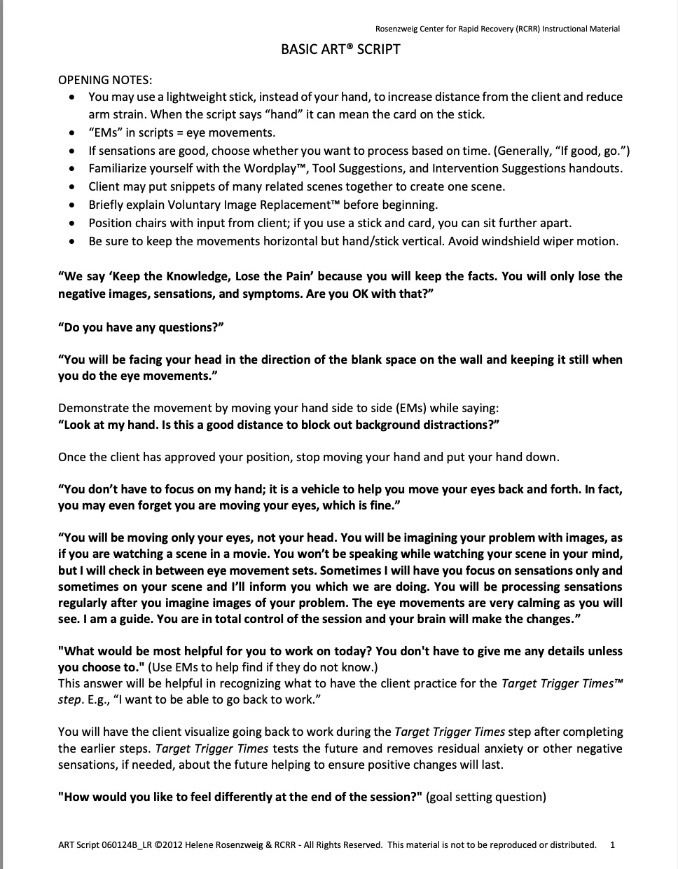 Rosenzweig Center for Rapid Recovery (RCRR) Instructional Material
BASIC ART® SCRIPT
OPENING NOTES:
• You may use a lightweight stick, instead of your hand, to increase distance from the client and reduce
arm strain. When the script says "hand" it can mean the card on the stick.
• "EMs" in scripts = eye movements.
• If sensations are good, choose whether you want to process based on time. (Generally, "If good, go.")
• Familiarize yourself with the Wordplay™, Tool Suggestions, and Intervention Suggestions handouts.
• Client may put snippets of many related scenes together to create one scene.
• Briefly explain Voluntary Image Replacement™ before beginning.
• Position chairs with input from client; if you use a stick and card, you can sit further apart.
• Be sure to keep the movements horizontal but hand/stick vertical. Avoid windshield wiper motion.
"We say 'Keep the Knowledge, Lose the Pain' because you will keep the facts. You will only lose the
negative images, sensations, and symptoms. Are you OK with that?"
"Do you have any questions?"
"You will be facing your head in the direction of the blank space on the wall and keeping it still when
you do the eye movements."
Demonstrate the movement by moving your hand side to side (EMs) while saying:
"Look at my hand. Is this a good distance to block out background distractions?"
Once the client has approved your position, stop moving your hand and put your hand down.
"You don't have to focus on my hand; it is a vehicle to help you move your eyes back and forth. In fact,
you may even forget you are moving your eyes, which is fine."
"You will be moving only your eyes, not your head. You will be imagining your problem with images, as
if you are watching a scene in a movie. You won't be speaking while watching your scene in your mind,
but I will check in between eye movement sets. Sometimes I will have you focus on sensations only and
sometimes on your scene and I'll inform you which we are doing. You will be processing sensations
regularly after you imagine images of your problem. The eye movements are very calming as you will
see. I am a guide. You are in total control of the session and your brain will make the changes."
"What would be most helpful for you to work on today? You don't have to give me any details unless
you choose to." (Use EMs to help find if they do not know.)
This answer will be helpful in recognizing what to have the client practice for the Target Trigger Times™
step. E.g., "I want to be able to go back to work."
You will have the client visualize going back to work during the Target Trigger Times step after completing
the earlier steps. Target Trigger Times tests the future and removes residual anxiety or other negative
sensations, if needed, about the future helping to ensure positive changes will last.
"How would you like to feel differently at the end of the session?" (goal setting question)
ART Script 060124B_LR ©2012 Helene Rosenzweig & RCRR - All Rights Reserved. This material is not to be reproduced or distributed. 1